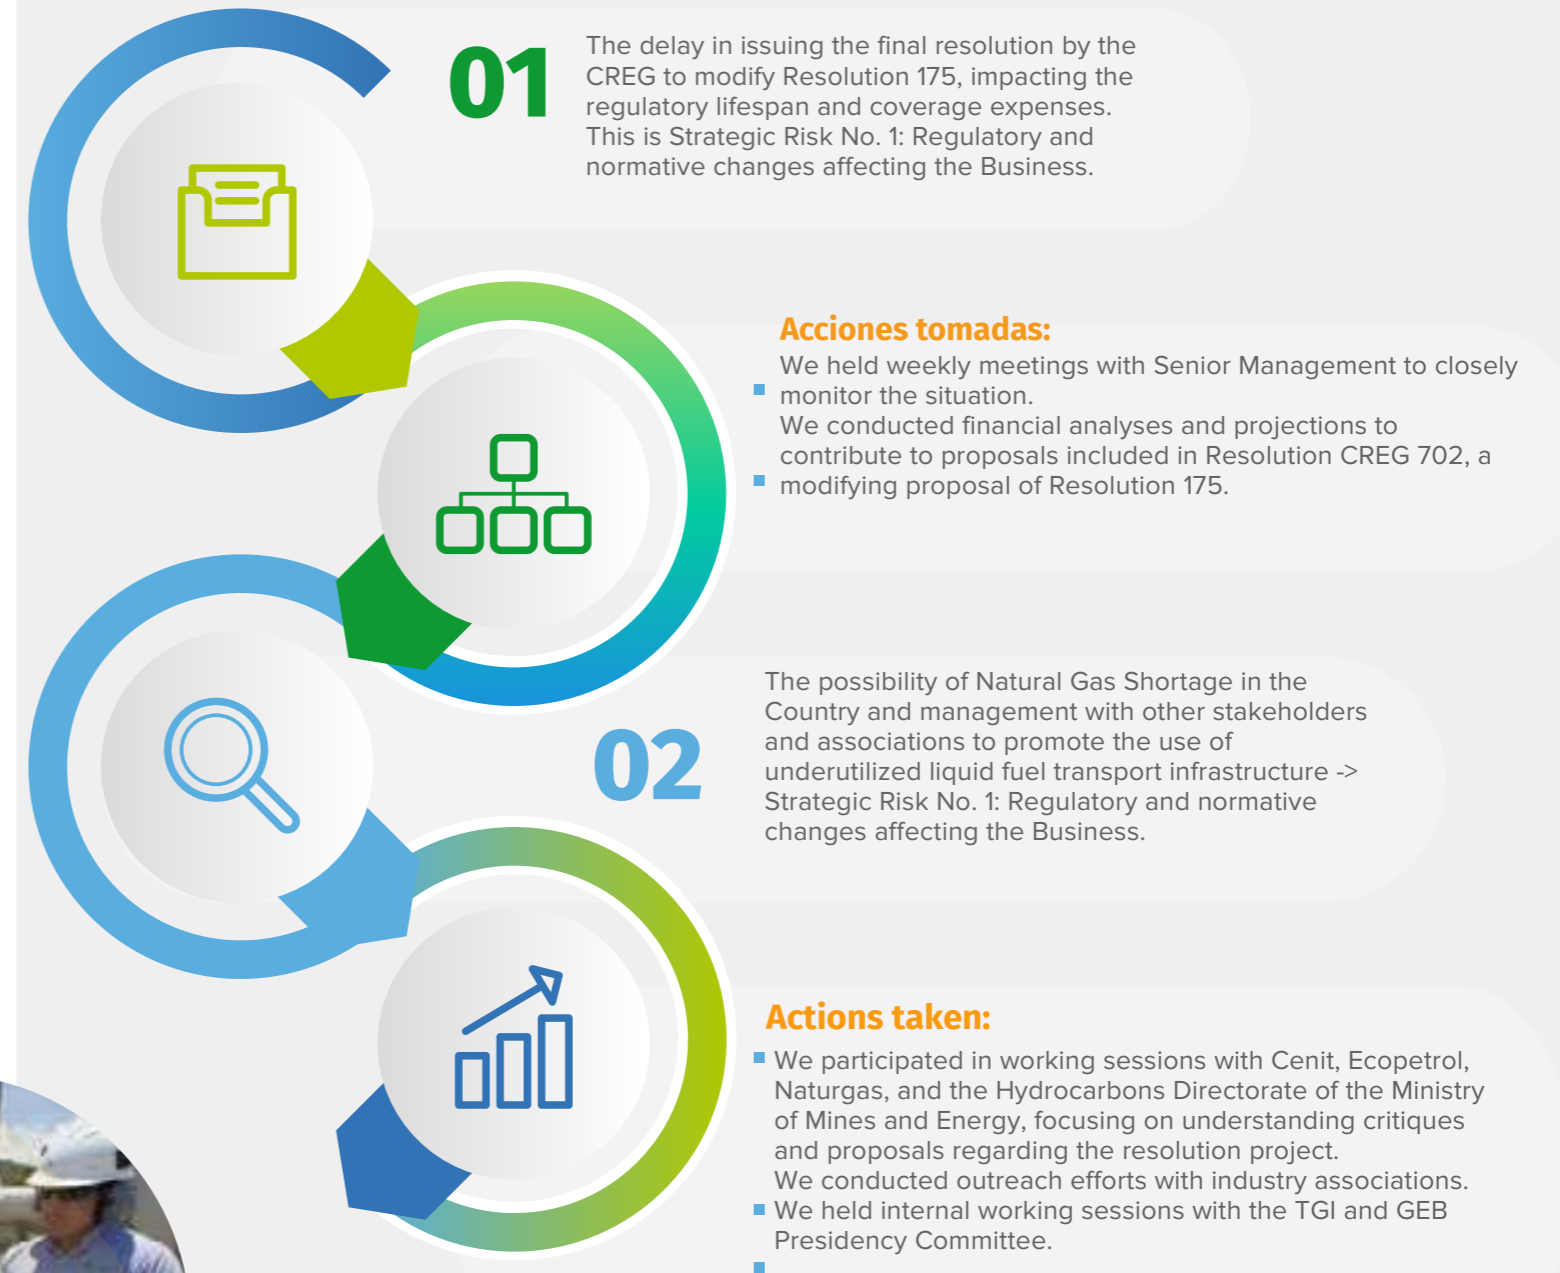 01
The delay in issuing the final resolution by the
CREG to modify Resolution 175, impacting the
regulatory lifespan and coverage expenses.
This is Strategic Risk No. 1: Regulatory and
normative changes affecting the Business.
Acciones tomadas:
We held weekly meetings with Senior Management to closely
monitor the situation.
We conducted financial analyses and projections to
contribute to proposals included in Resolution CREG 702, a
modifying proposal of Resolution 175.
02
The possibility of Natural Gas Shortage in the
Country and management with other stakeholders
and associations to promote the use of
underutilized liquid fuel transport infrastructure ->
Strategic Risk No. 1: Regulatory and normative
changes affecting the Business.
Actions taken:
We participated in working sessions with Cenit, Ecopetrol,
Naturgas, and the Hydrocarbons Directorate of the Ministry
of Mines and Energy, focusing on understanding critiques
and proposals regarding the resolution project.
We conducted outreach efforts with industry associations.
We held internal working sessions with the TGI and GEB
Presidency Committee.